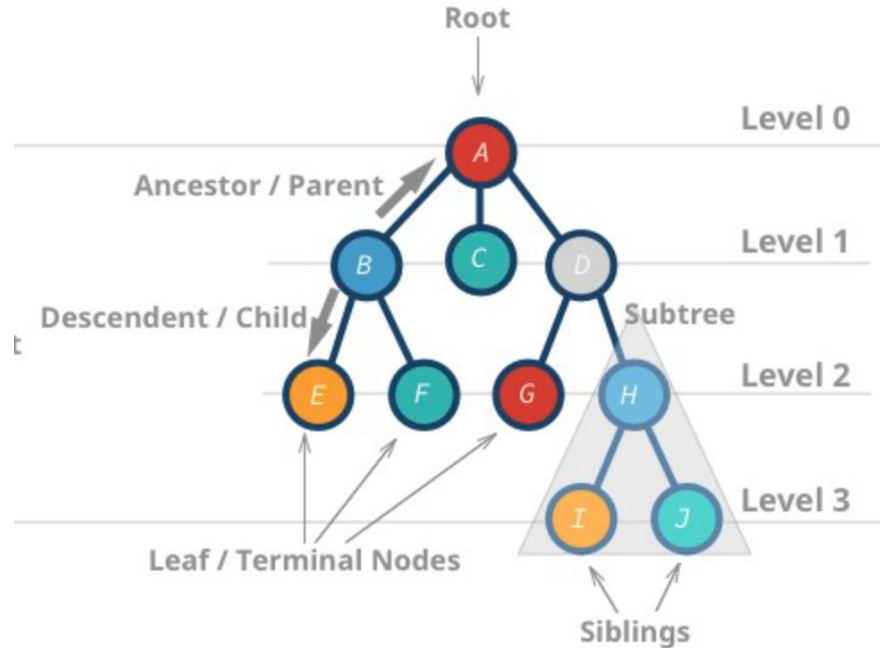 Root
Level 0
A
Ancestor / Parent
Level 1
B
C
D
Descendent / Child
Subtree
t
Level 2
E
F
G
H
Level 3
I
J
Leaf / Terminal Nodes
Siblings